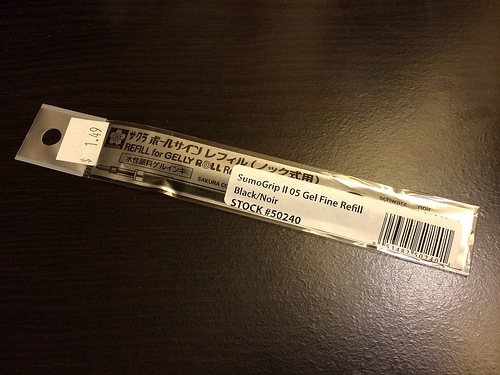 $ 1.49
サクラ ボールサイン レフィル (ノック式用)
REFILL for GELLY ROLL
水性顔料ゲルインキ
SAKURA
SumoGrip II 05 Gel Fine Refill
Black/Noir
STOCK #50240
schwarz noir